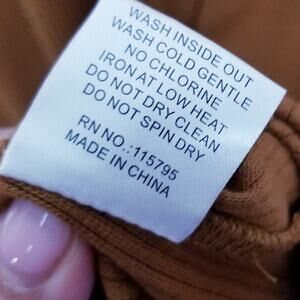 WASH INSIDE OUT
WASH COLD GENTLE
NO CHLORINE
IRON AT LOW HEAT
DO NOT DRY CLEAN
DO NOT SPIN DRY
RN NO.:115795
MADE IN CHINA